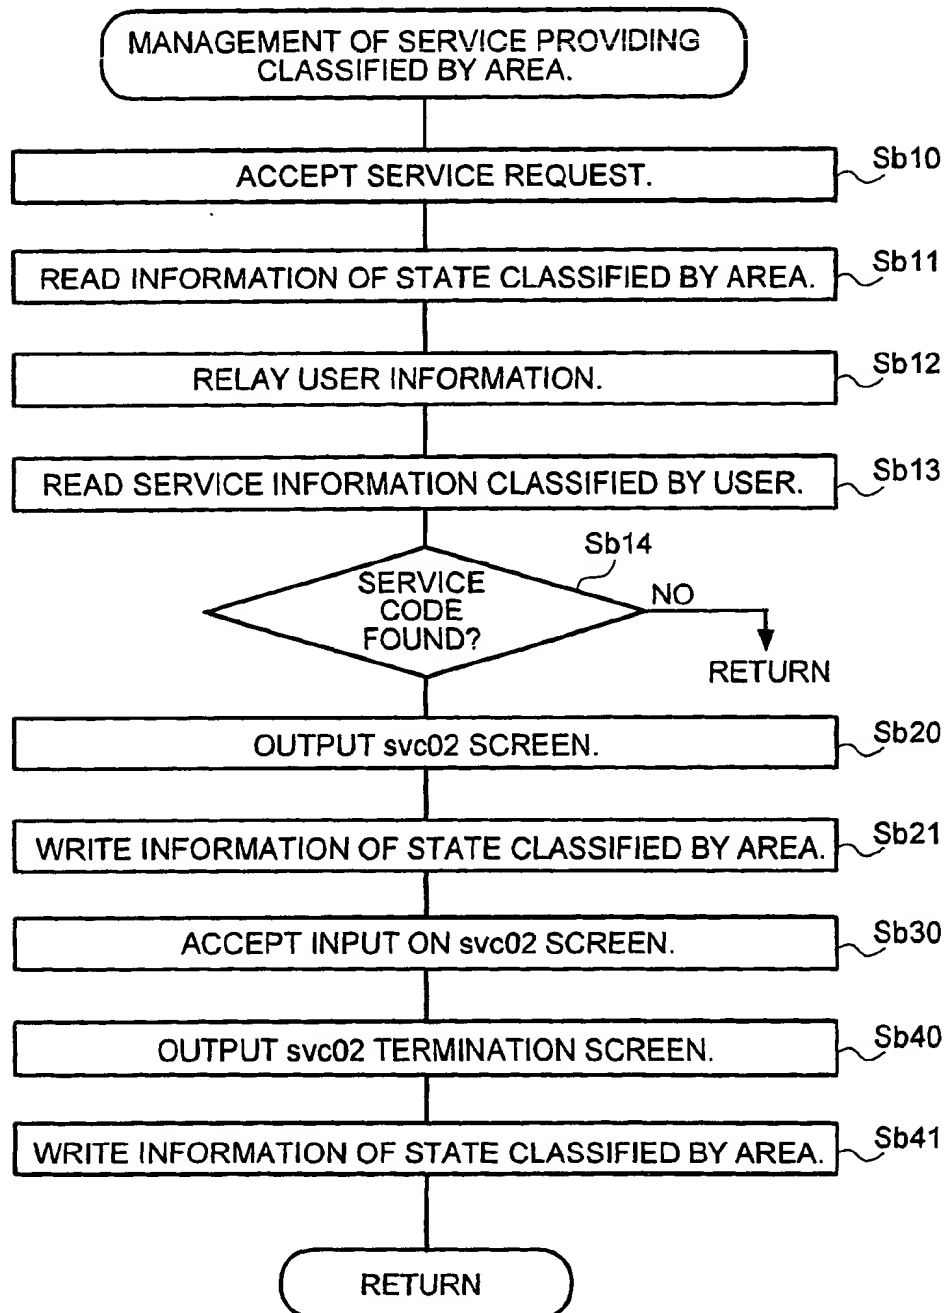 MANAGEMENT OF SERVICE PROVIDING
CLASSIFIED BY AREA.
ACCEPT SERVICE REQUEST.
Sb10
READ INFORMATION OF STATE CLASSIFIED BY AREA.
Sb11
RELAY USER INFORMATION.
Sb12
READ SERVICE INFORMATION CLASSIFIED BY USER.
Sb13
Sb14
SERVICE
CODE
FOUND?
NO
RETURN
OUTPUT svc02 SCREEN.
Sb20
WRITE INFORMATION OF STATE CLASSIFIED BY AREA.
Sb21
ACCEPT INPUT ON svc02 SCREEN.
Sb30
OUTPUT svc02 TERMINATION SCREEN.
Sb40
WRITE INFORMATION OF STATE CLASSIFIED BY AREA.
Sb41
RETURN